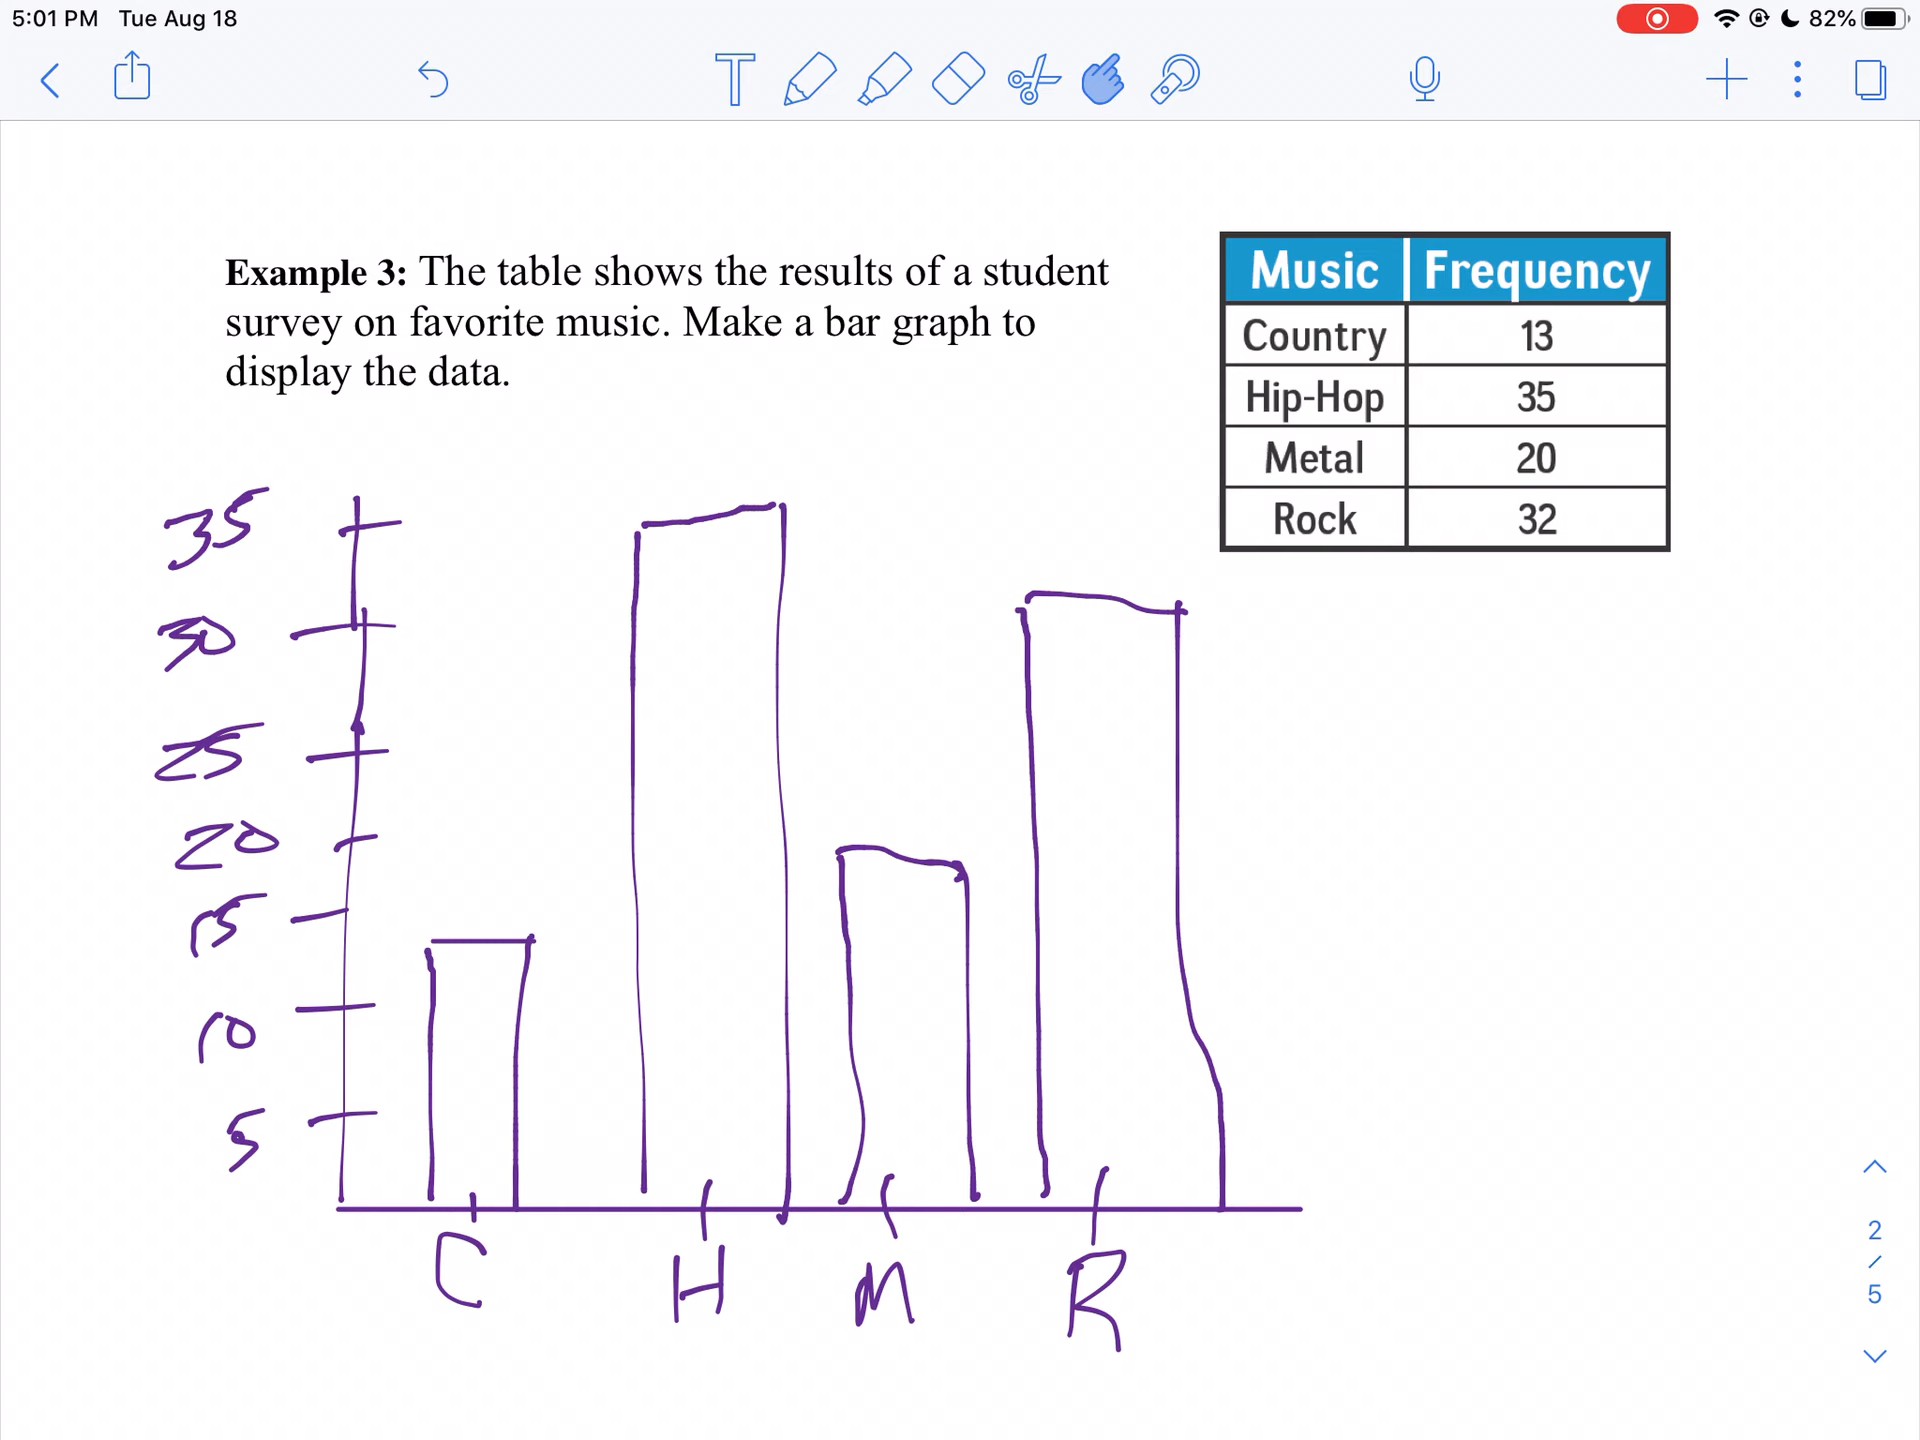 5:01 PM Tue Aug 18
82%
T
Example 3: The table shows the results of a student
survey on favorite music. Make a bar graph to
display the data.
Music Frequency
Country 13
Hip-Hop 35
Metal 20
Rock 32
35
30
25
20
15
10
5
C H M R
2
/
5